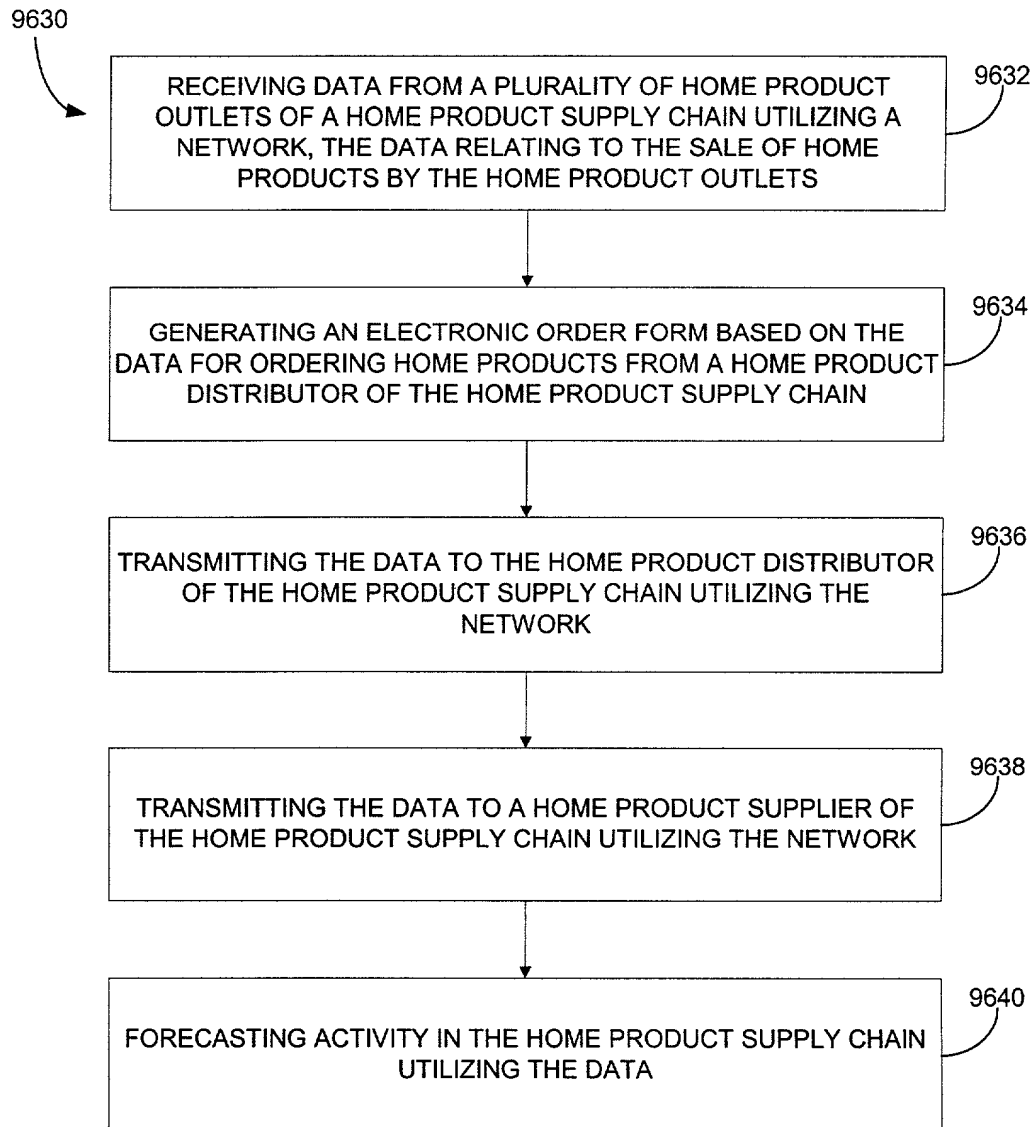 9630
RECEIVING DATA FROM A PLURALITY OF HOME PRODUCT
OUTLETS OF A HOME PRODUCT SUPPLY CHAIN UTILIZING A
NETWORK, THE DATA RELATING TO THE SALE OF HOME
PRODUCTS BY THE HOME PRODUCT OUTLETS
9632
GENERATING AN ELECTRONIC ORDER FORM BASED ON THE
DATA FOR ORDERING HOME PRODUCTS FROM A HOME PRODUCT
DISTRIBUTOR OF THE HOME PRODUCT SUPPLY CHAIN
9634
TRANSMITTING THE DATA TO THE HOME PRODUCT DISTRIBUTOR
OF THE HOME PRODUCT SUPPLY CHAIN UTILIZING THE
NETWORK
9636
TRANSMITTING THE DATA TO A HOME PRODUCT SUPPLIER OF
THE HOME PRODUCT SUPPLY CHAIN UTILIZING THE NETWORK
9638
FORECASTING ACTIVITY IN THE HOME PRODUCT SUPPLY CHAIN
UTILIZING THE DATA
9640